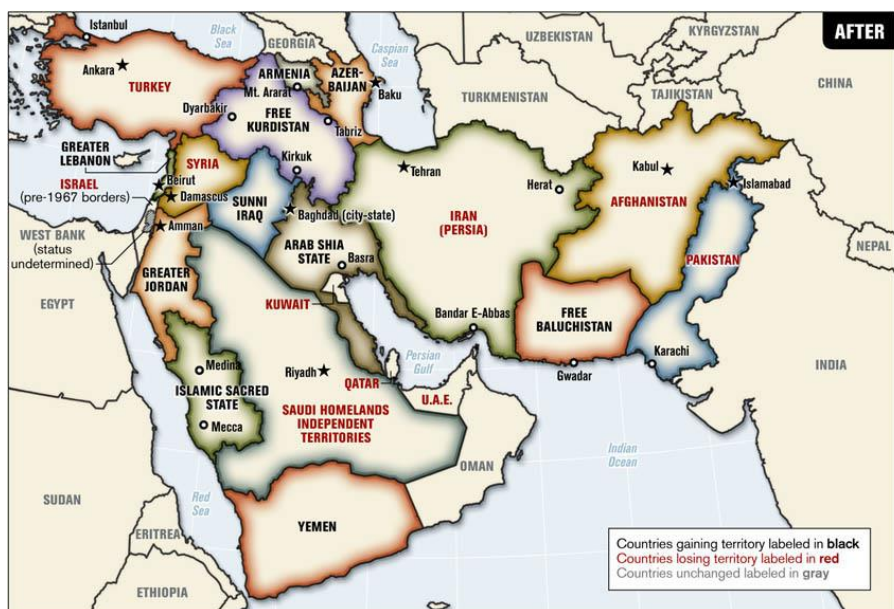 AFTER
Istanbul
Black
Sea
GEORGIA
Caspian
Sea
UZBEKISTAN
KYRGYZSTAN
Ankara
TURKEY
ARMENIA
Mt. Ararat
AZER-
BAIJAN
Baku
TURKMENISTAN
TAJIKISTAN
CHINA
Dyarbakir
FREE
KURDISTAN
Tabriz
GREATER
LEBANON
SYRIA
Kirkuk
Tehran
Herat
Kabul
Islamabad
ISRAEL
(pre-1967 borders)
Beirut
Damascus
SUNNI
IRAQ
Baghdad (city-state)
IRAN
(PERSIA)
AFGHANISTAN
WEST BANK
(status
undetermined)
Amman
ARAB SHIA
STATE
Basra
PAKISTAN
NEPAL
GREATER
JORDAN
EGYPT
KUWAIT
Bandar E-Abbas
FREE
BALUCHISTAN
Karachi
Gwadar
INDIA
Medina
ISLAMIC SACRED
STATE
Mecca
Riyadh
Persian
Gulf
QATAR
U.A.E.
SAUDI HOMELANDS
INDEPENDENT
TERRITORIES
OMAN
Indian
Ocean
SUDAN
Red
Sea
YEMEN
ERITREA
ETHIOPIA
Countries gaining territory labeled in black
Countries losing territory labeled in red
Countries unchanged labeled in gray